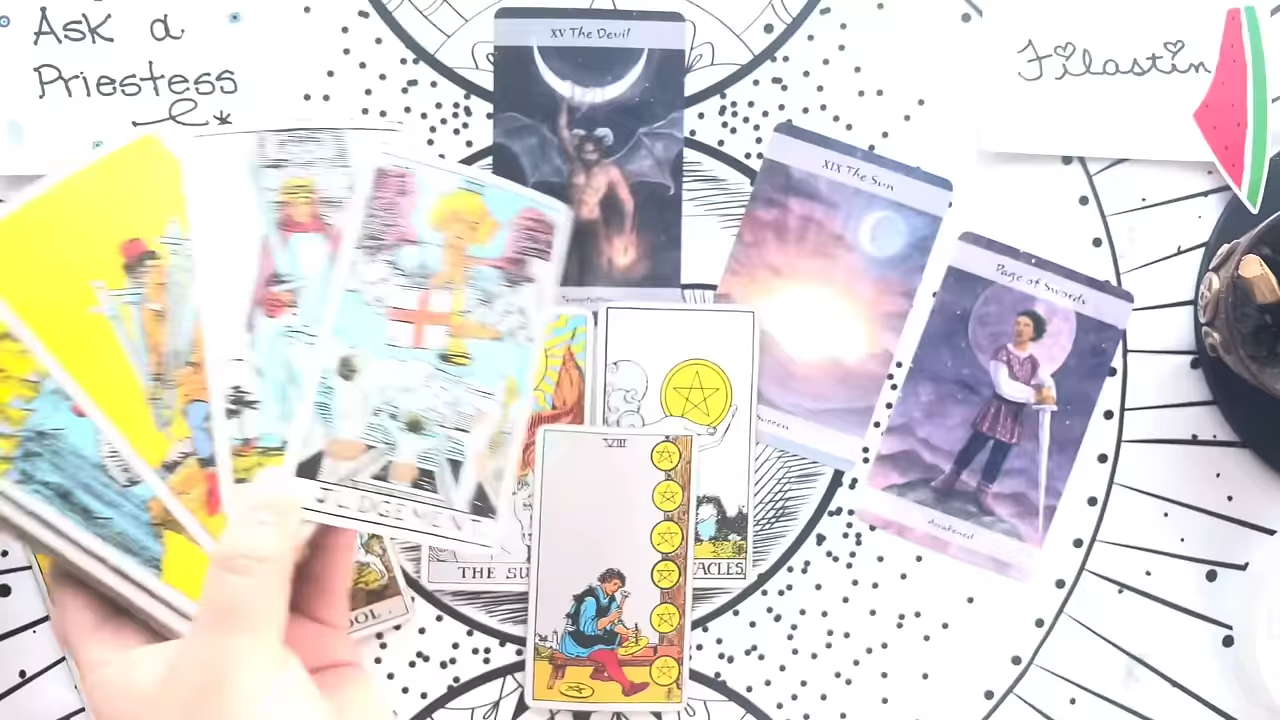 Ask a
Priestess
Filastin
XV The Devil
XIX The Sun
Page of Swords
Awakened
JUDGEMENT
VIII
THE SU
ACLES
OOL.